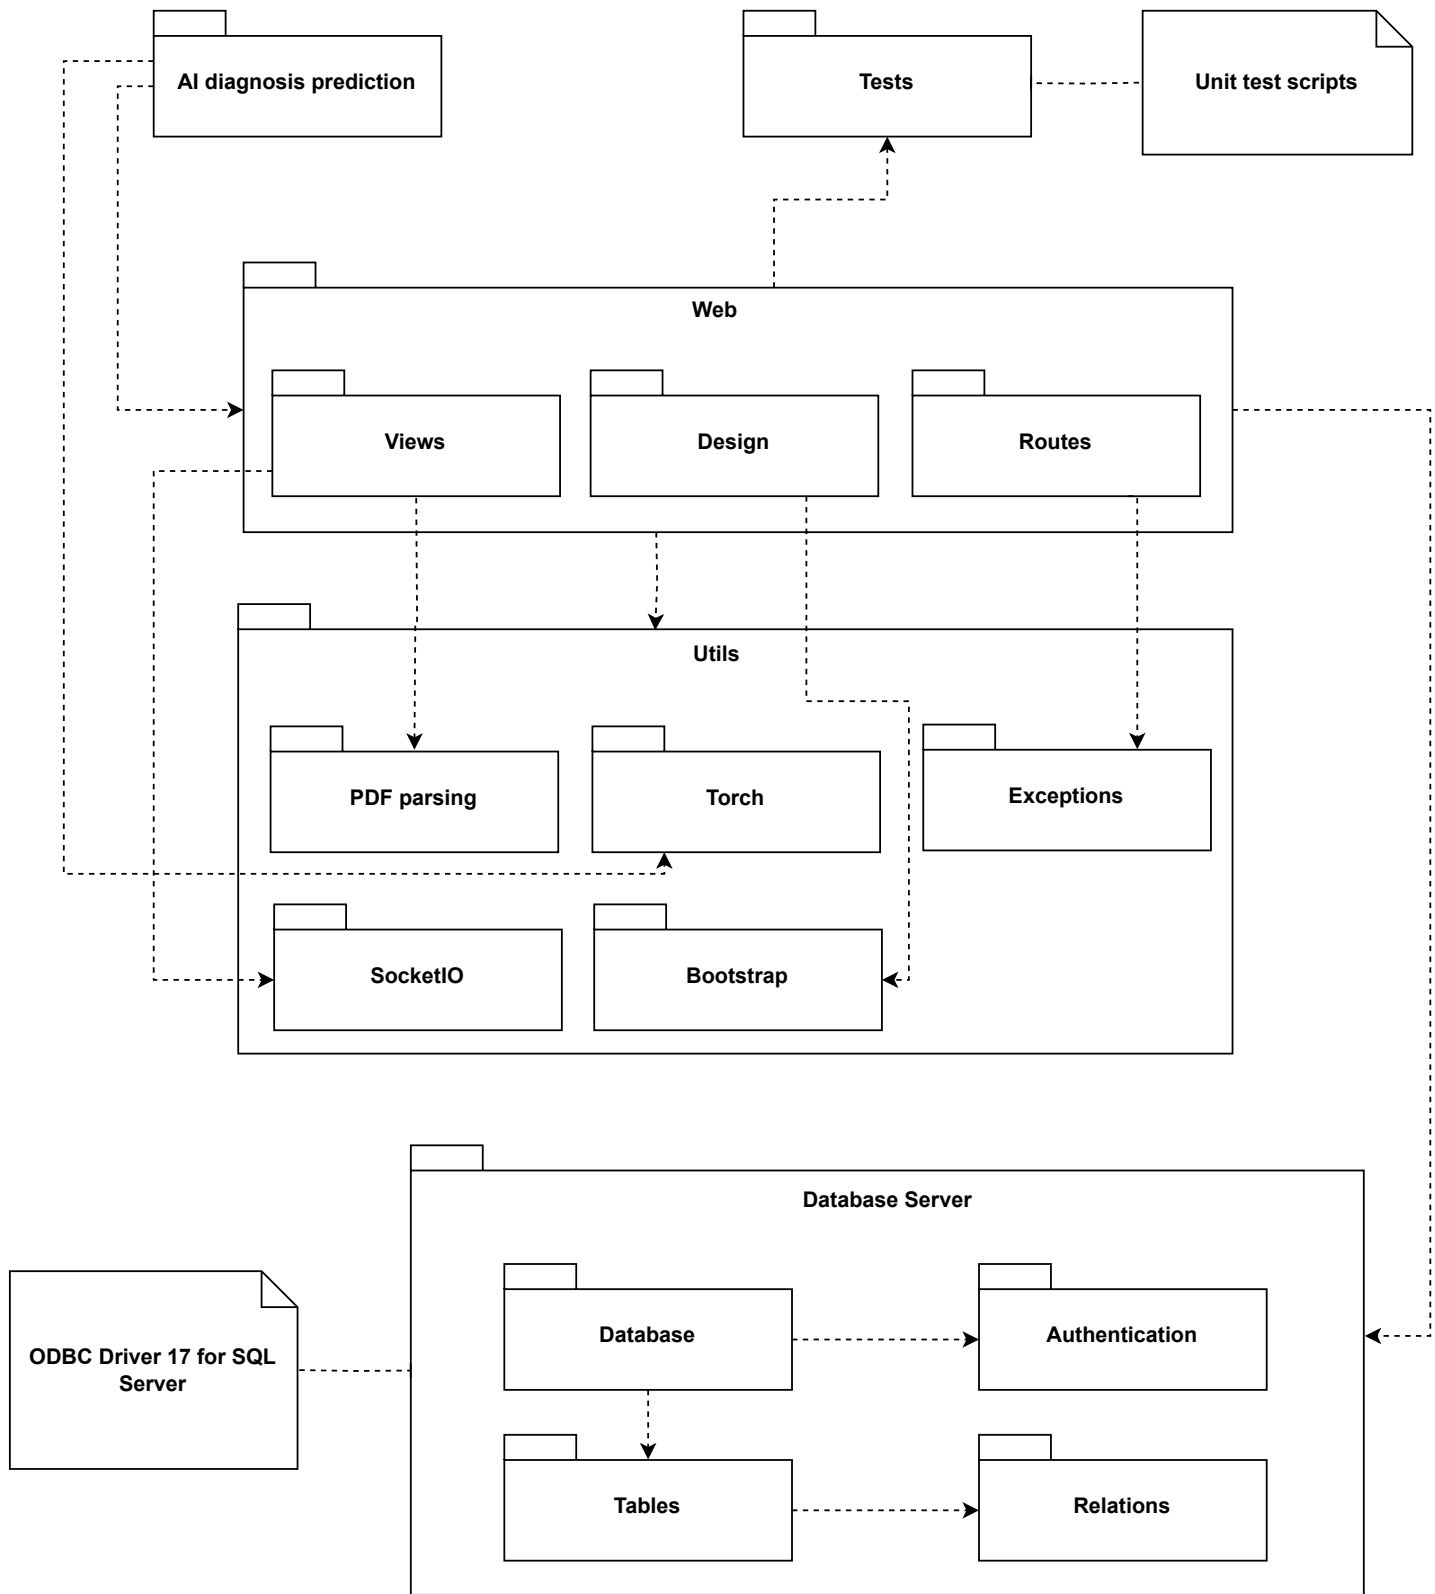 AI diagnosis prediction
Tests
Unit test scripts
Web
Views
Design
Routes
Utils
PDF parsing
Torch
Exceptions
SocketIO
Bootstrap
Database Server
Database
Authentication
ODBC Driver 17 for SQL
Server
Tables
Relations